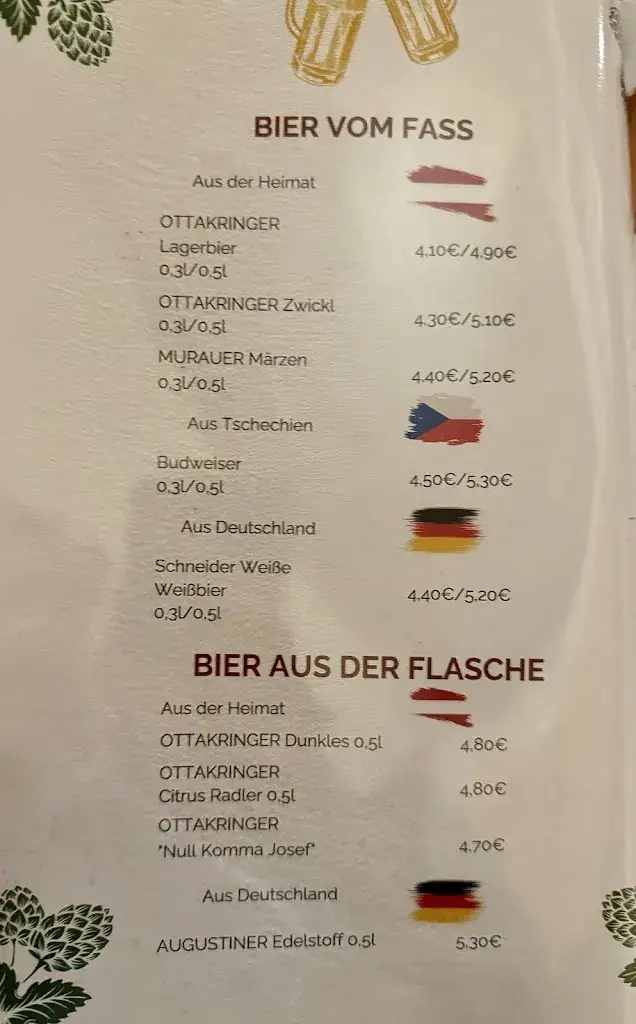 BIER VOM FASS
Aus der Heimat
OTTAKRINGER
Lagerbier
0,3l/0,5l
4,10€/4,90€
OTTAKRINGER Zwickl
0,3l/0,5l
4,30€/5,10€
MURAUER Märzen
0,3l/0,5l
4,40€/5,20€
Aus Tschechien
Budweiser
0,3l/0,5l
4,50€/5,30€
Aus Deutschland
Schneider Weiße
Weißbier
0,3l/0,5l
4,40€/5,20€
BIER AUS DER FLASCHE
Aus der Heimat
OTTAKRINGER Dunkles 0,5l
4,80€
OTTAKRINGER
Citrus Radler 0,5l
4,80€
OTTAKRINGER
"Null Komma Josef"
4,70€
Aus Deutschland
AUGUSTINER Edelstoff 0,5l
5,30€